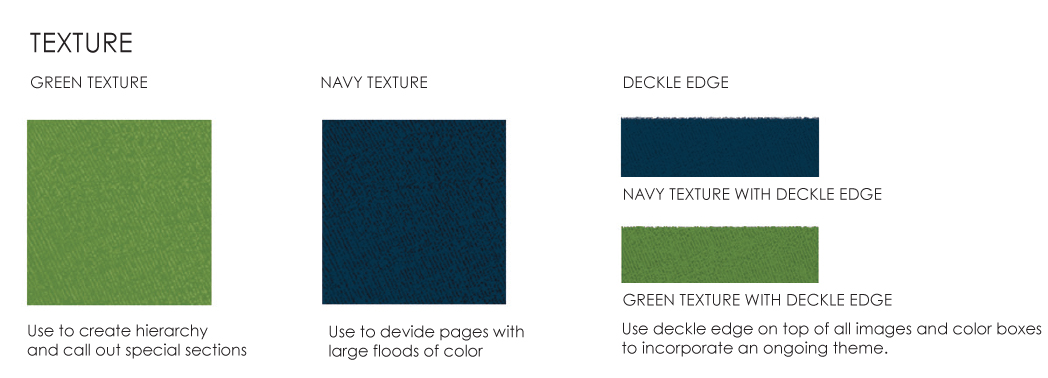 TEXTURE
GREEN TEXTURE
Use to create hierarchy
and call out special sections
NAVY TEXTURE
Use to devide pages with
large floods of color
DECKLE EDGE
NAVY TEXTURE WITH DECKLE EDGE
GREEN TEXTURE WITH DECKLE EDGE
Use deckle edge on top of all images and color boxes
to incorporate an ongoing theme.